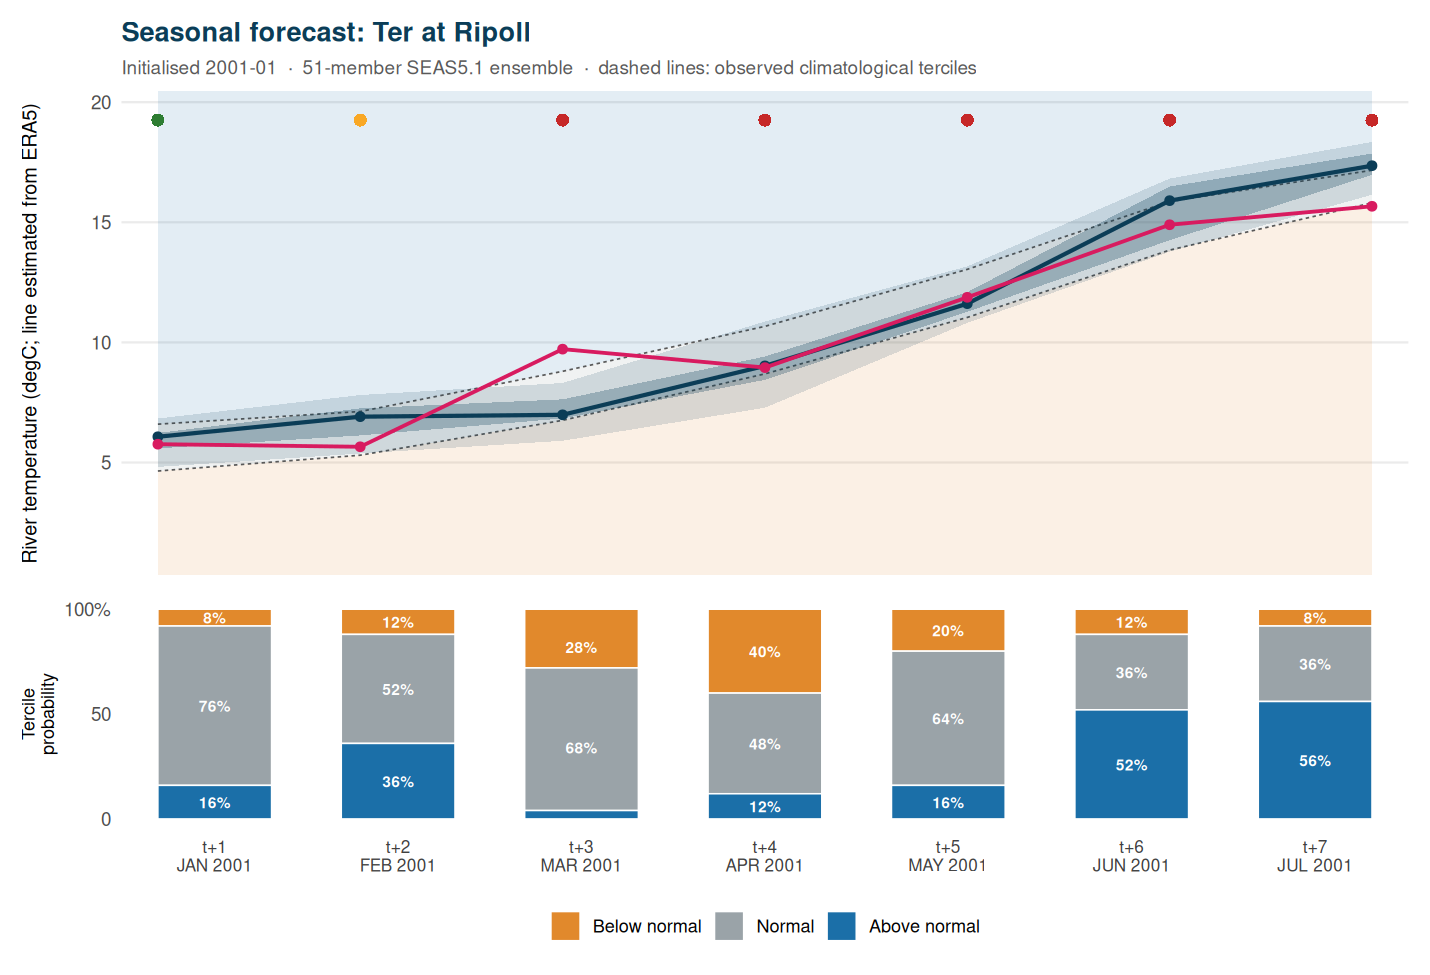 Seasonal forecast: Ter at Ripoll
Initialised 2001-01 · 51-member SEAS5.1 ensemble · dashed lines: observed climatological terciles
River temperature (degC; line estimated from ERA5)
20
15
10
5
Tercile
probability
100%
50
0
8%
76%
16%
12%
52%
36%
28%
68%
40%
48%
12%
20%
64%
16%
12%
36%
52%
8%
36%
56%
t+1
JAN 2001
t+2
FEB 2001
t+3
MAR 2001
t+4
APR 2001
t+5
MAY 2001
t+6
JUN 2001
t+7
JUL 2001
Below normal
Normal
Above normal